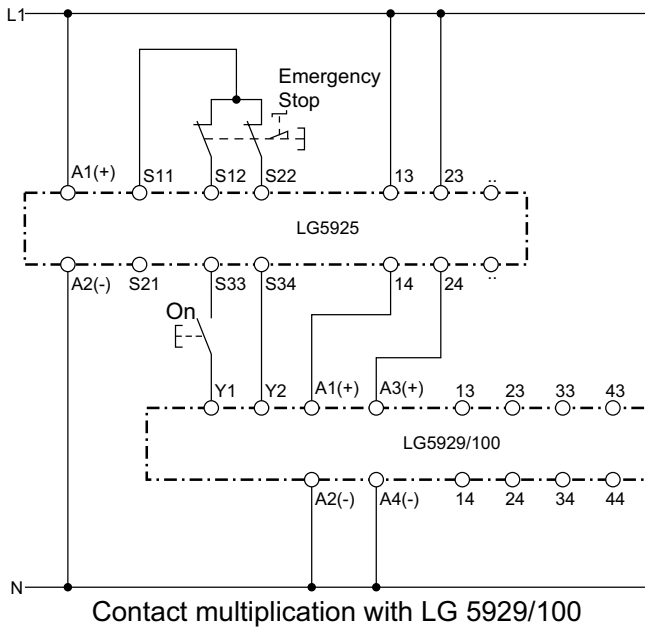 L1
Emergency
Stop
A1(+) S11 S12 S22 13 23 ..
LG5925
A2(-) S21 S33 S34 14 24 ..
On
Y1 Y2 A1(+) A3(+) 13 23 33 43
LG5929/100
A2(-) A4(-) 14 24 34 44
N
Contact multiplication with LG 5929/100